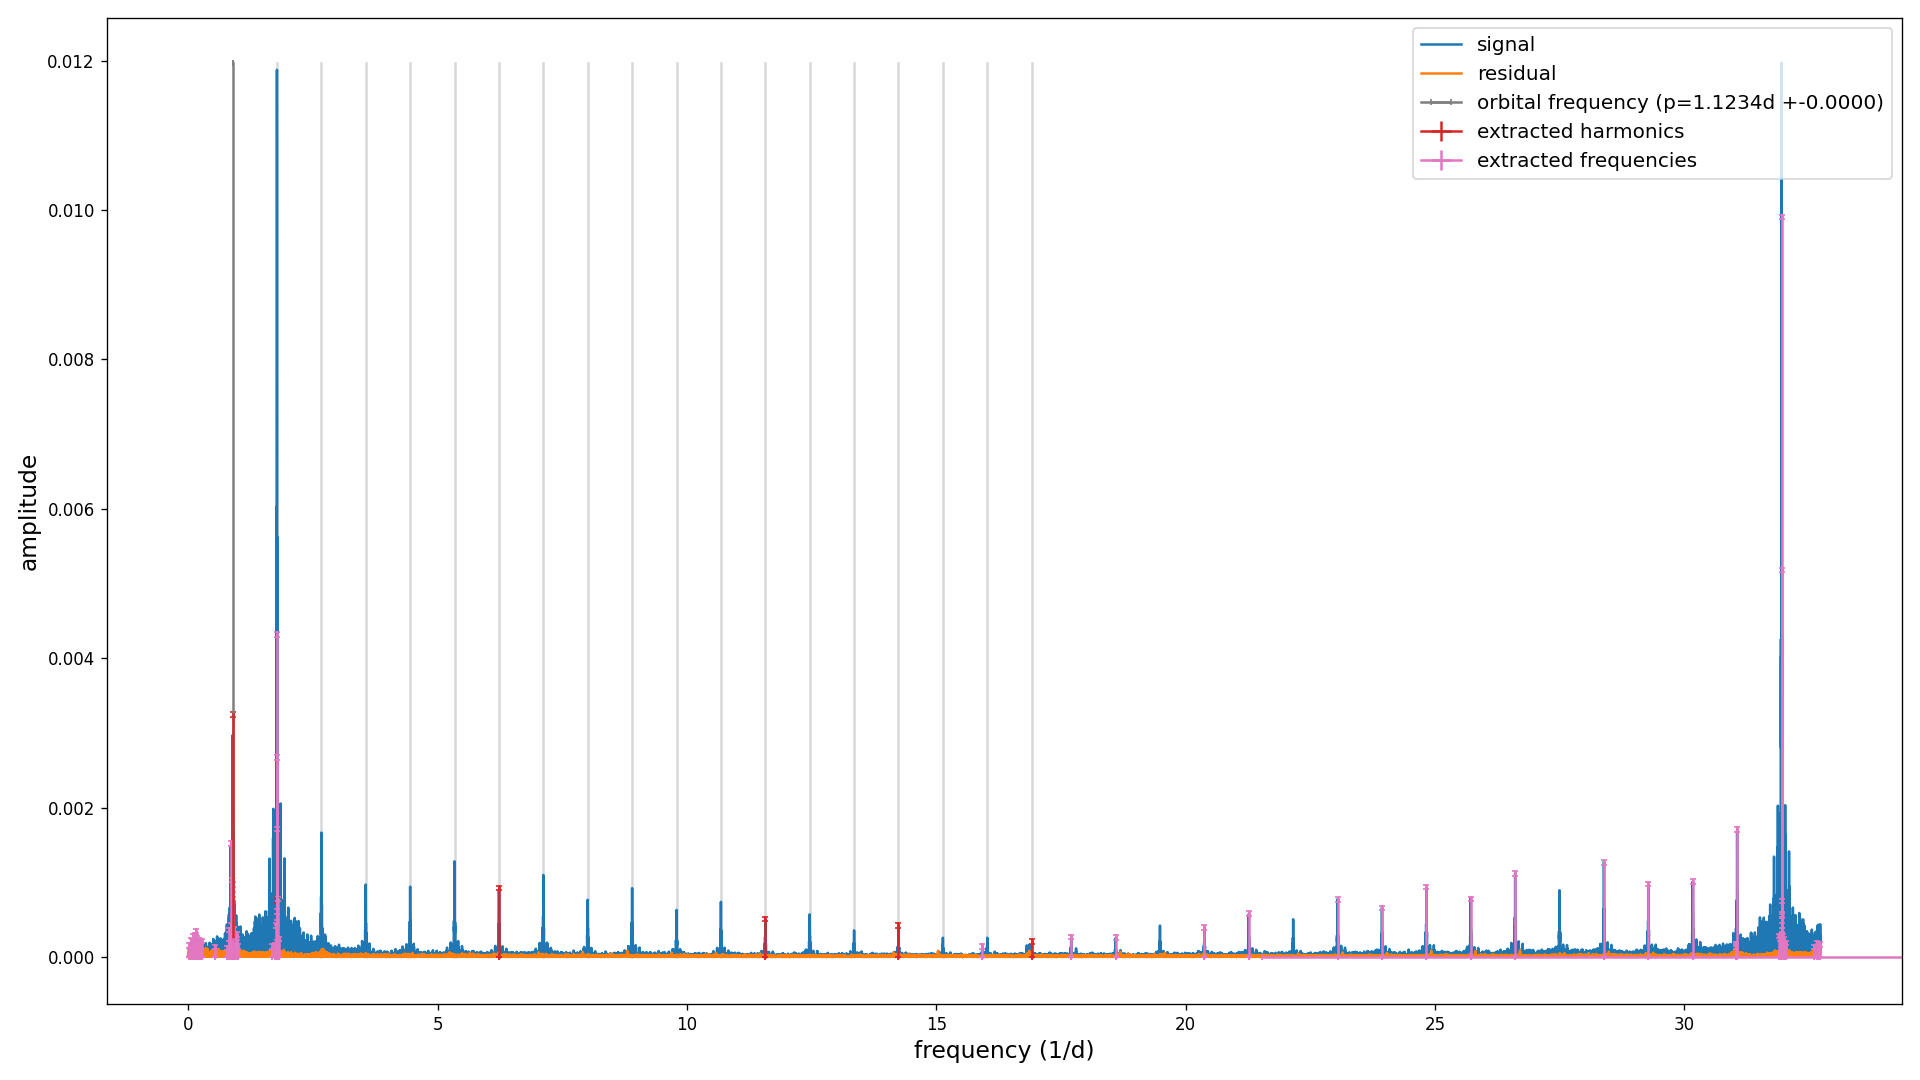 signal
residual
orbital frequency (p=1.1234d +-0.0000)
extracted harmonics
extracted frequencies
0.012
0.010
0.008
0.006
0.004
0.002
0.000
amplitude
0 5 10 15 20 25 30
frequency (1/d)